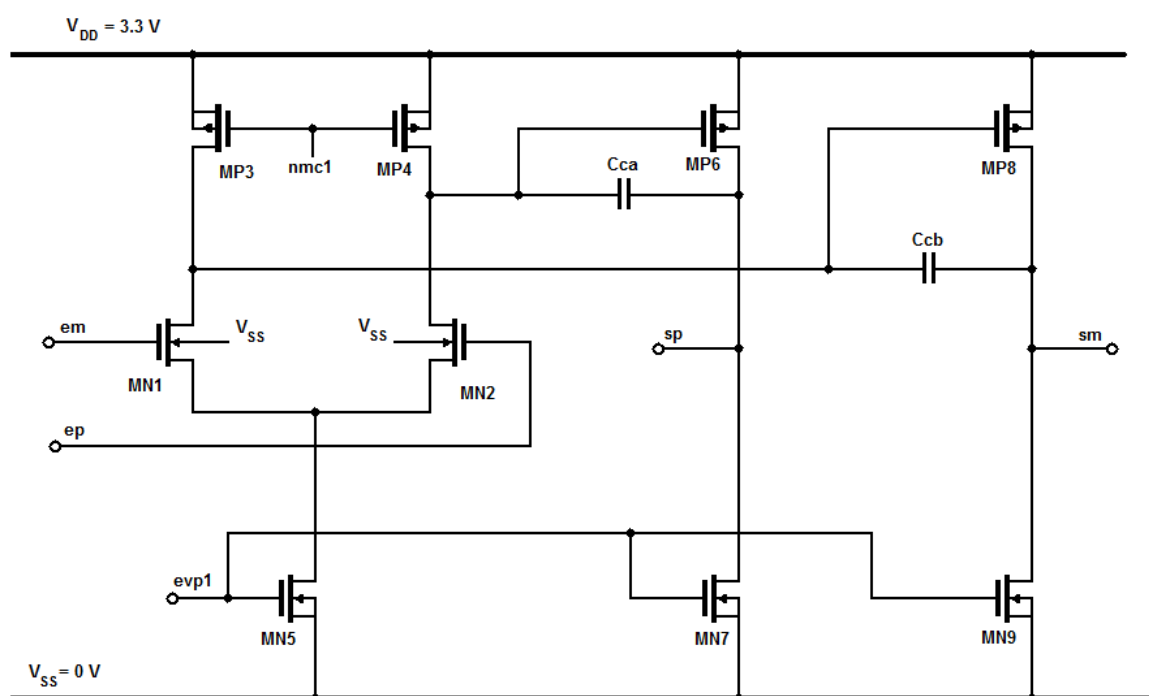 VDD = 3.3 V
MP3
nmc1
MP4
Cca
MP6
MP8
Ccb
em
VSS
VSS
sp
sm
MN1
MN2
ep
evp1
MN5
MN7
MN9
VSS= 0 V